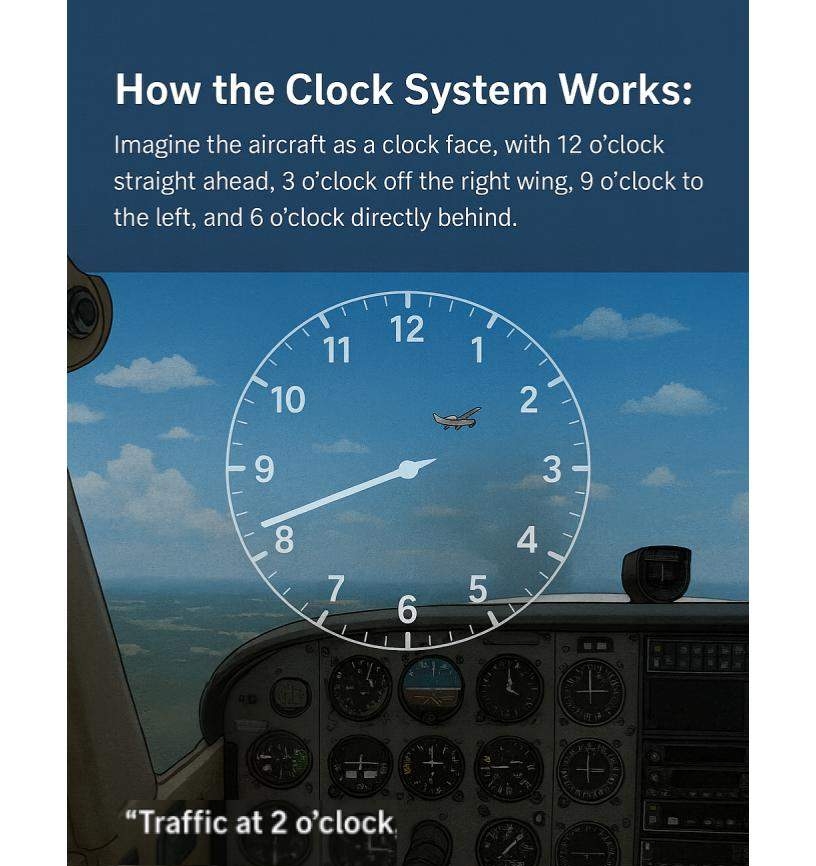 How the Clock System Works:
Imagine the aircraft as a clock face, with 12 o’clock
straight ahead, 3 o’clock off the right wing, 9 o’clock to
the left, and 6 o’clock directly behind.
12
11
1
10
2
9
3
8
4
7
5
6
“Traffic at 2 o’clock,